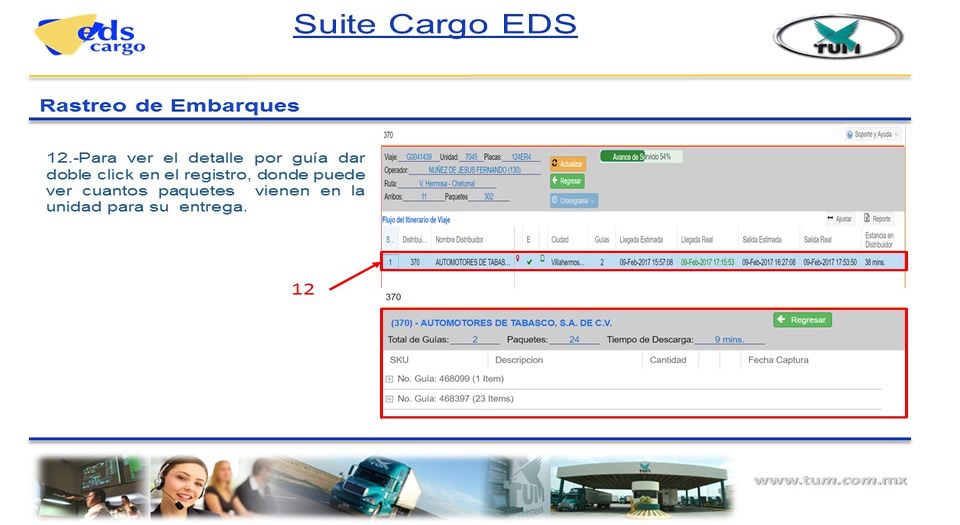 eds
cargo
Suite Cargo EDS
TUM
Rastreo de Embarques
12.-Para ver el detalle por guía dar
doble click en el registro, donde puede
ver cuantos paquetes vienen en la
unidad para su entrega.
12
370
Soporte y Ayuda
Viaje: G0041439 Unidad: 7045 Placas: 124ER4
Operador: NUÑEZ DE JESUS FERNANDO (130)
Ruta: V. Hermosa - Chetumal
Arribos: 11 Paquetes 302
Actualizar
Regresar
Cronograma
Avance de Servicio 54%
Flujo del Itinerario de Viaje
Ajustar Reporte
S.. Distribui... Nombre Distribuidor E Ciudad Guías Llegada Estimada Llegada Real Salida Estimada Salida Real Estancia en Distribuidor
1 370 AUTOMOTORES DE TABAS... Villahermos... 2 09-Feb-2017 15:57:08 09-Feb-2017 17:15:53 09-Feb-2017 16:27:08 09-Feb-2017 17:53:50 38 mins.
370
(370) - AUTOMOTORES DE TABASCO, S.A. DE C.V.
Regresar
Total de Guías: 2 Paquetes: 24 Tiempo de Descarga: 9 mins.
SKU Descripcion Cantidad Fecha Captura
No. Guía: 468099 (1 Item)
No. Guía: 468397 (23 Items)
TUM
www.tum.com.mx